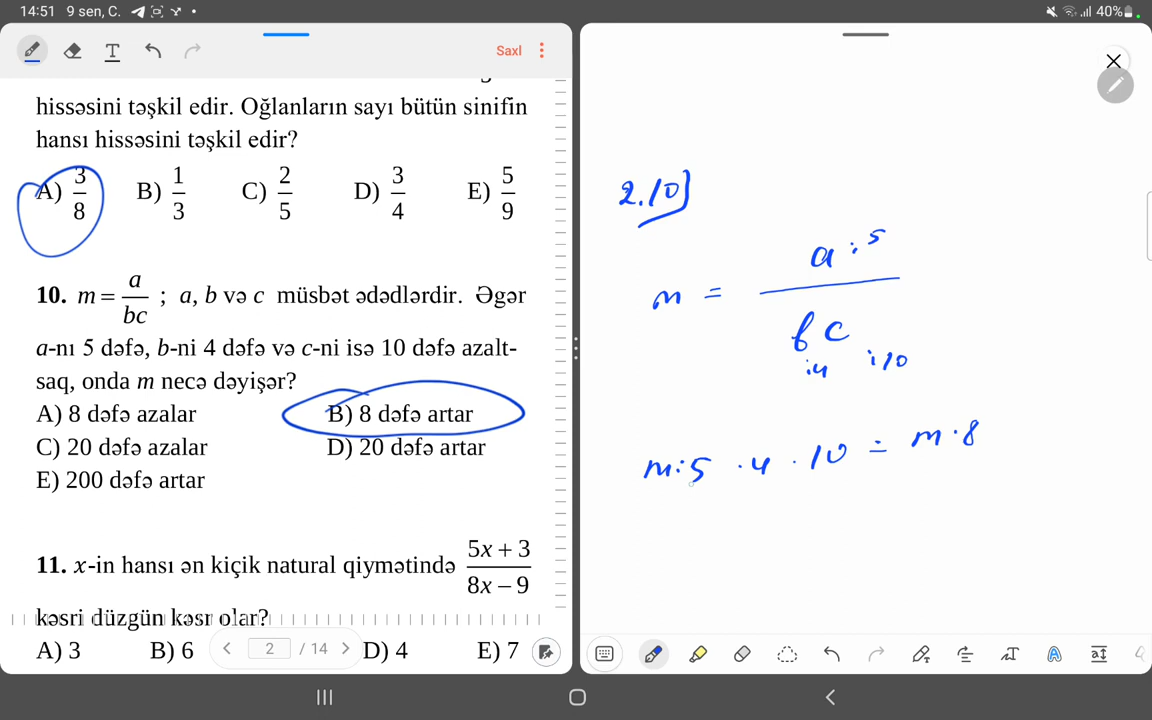 14:51 9 sen, C. 40%
Saxl
hissəsini təşkil edir. Oğlanların sayı bütün sinifin
hansı hissəsini təşkil edir?
A) 3/8 B) 1/3 C) 2/5 D) 3/4 E) 5/9
10. m = a/bc ; a, b və c müsbət ədədlərdir. Əgər
a-nı 5 dəfə, b-ni 4 dəfə və c-ni isə 10 dəfə azalt-
saq, onda m necə dəyişər?
A) 8 dəfə azalar B) 8 dəfə artar
C) 20 dəfə azalar D) 20 dəfə artar
E) 200 dəfə artar
11. x-in hansı ən kiçik natural qiymətində 5x + 3/8x − 9
kəsri düzgün kəsr olar?
A) 3 B) 6 D) 4 E) 7
2 / 14
2.10)
a :5
m =
b c
:4 :10
m:5 · 4 · 10 = m · 8